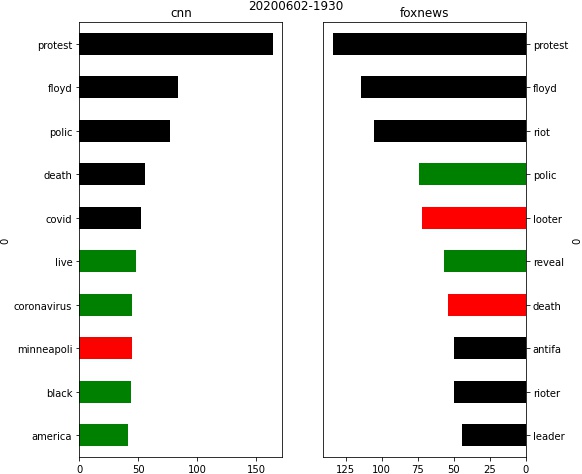 20200602-1930
cnn
protest
floyd
polic
death
covid
live
coronavirus
minneapoli
black
america
0
0 50 100 150
foxnews
protest
floyd
riot
polic
looter
reveal
death
antifa
rioter
leader
0
125 100 75 50 25 0